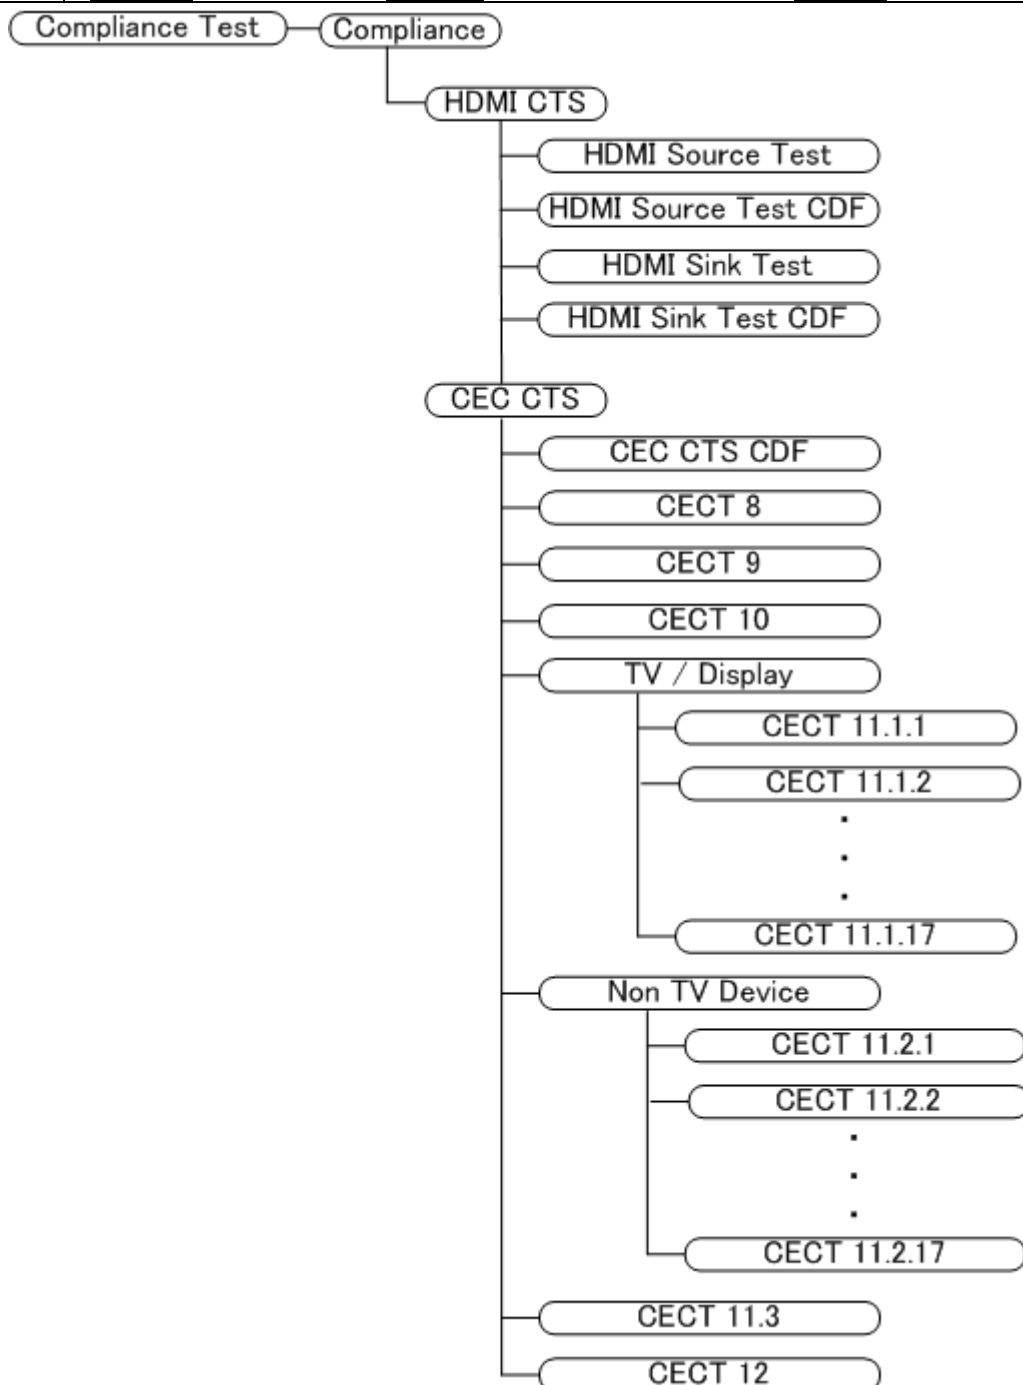 Compliance Test
Compliance
HDMI CTS
HDMI Source Test
HDMI Source Test CDF
HDMI Sink Test
HDMI Sink Test CDF
CEC CTS
CEC CTS CDF
CECT 8
CECT 9
CECT 10
TV / Display
CECT 11.1.1
CECT 11.1.2
CECT 11.1.17
Non TV Device
CECT 11.2.1
CECT 11.2.2
CECT 11.2.17
CECT 11.3
CECT 12